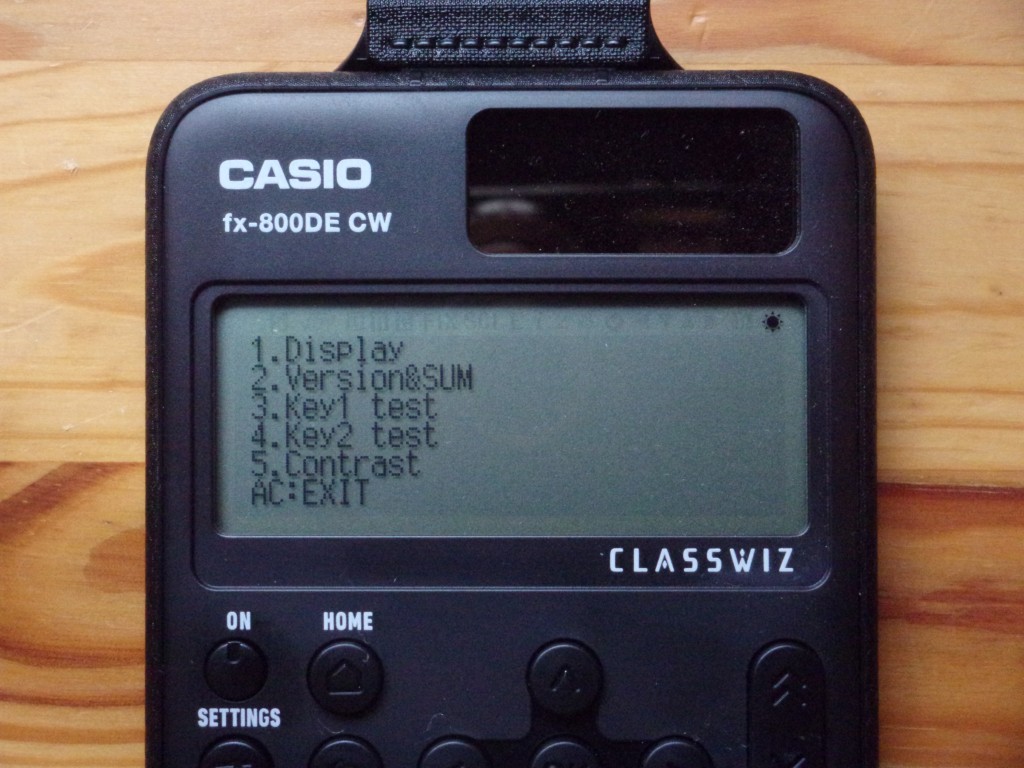 CASIO
fx-800DE CW
1.Display
2.Version&SUM
3.Key1 test
4.Key2 test
5.Contrast
AC:EXIT
CLASSWIZ
ON HOME
SETTINGS